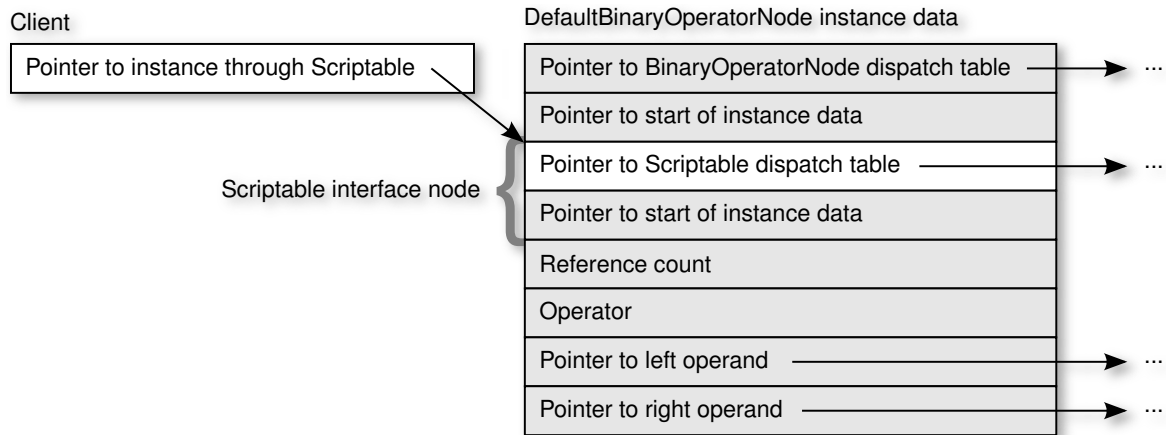 Client
DefaultBinaryOperatorNode instance data
Pointer to instance through Scriptable
Pointer to BinaryOperatorNode dispatch table
...
Pointer to start of instance data
Pointer to Scriptable dispatch table
...
Scriptable interface node
Pointer to start of instance data
Reference count
Operator
Pointer to left operand
...
Pointer to right operand
...